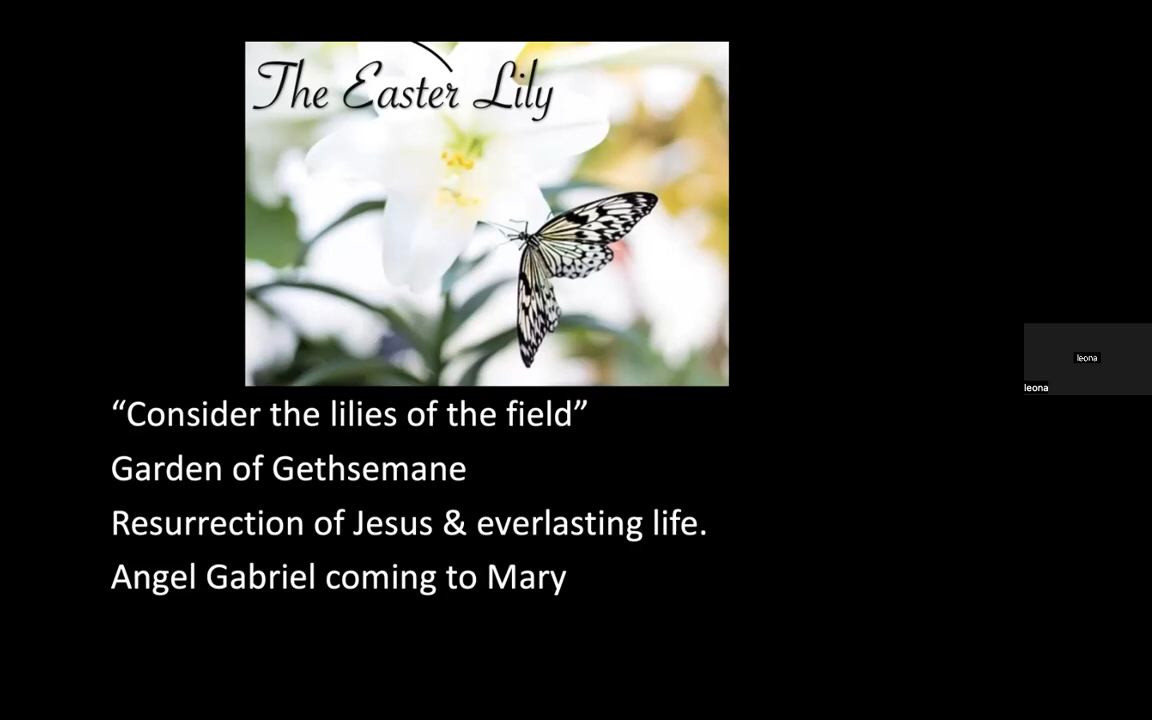 The Easter Lily
“Consider the lilies of the field”
Garden of Gethsemane
Resurrection of Jesus & everlasting life.
Angel Gabriel coming to Mary
leona
leona